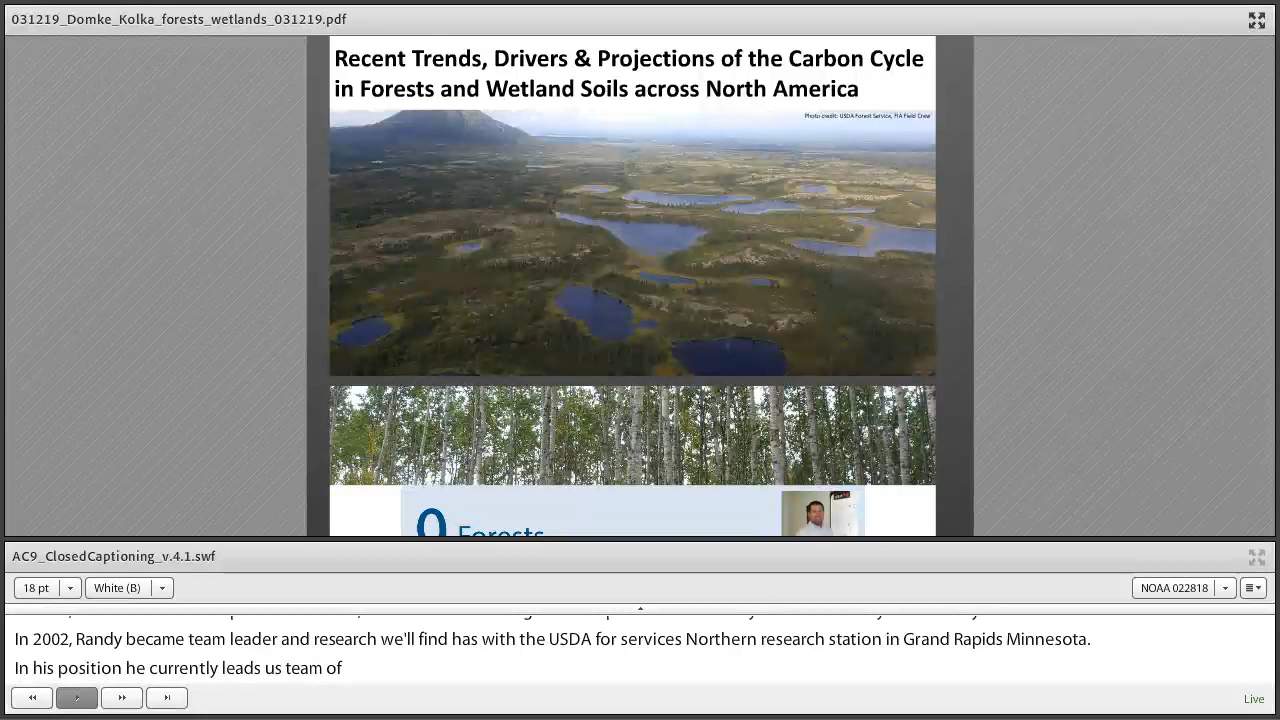 031219_Domke_Kolka_forests_wetlands_031219.pdf
Recent Trends, Drivers & Projections of the Carbon Cycle
in Forests and Wetland Soils across North America
Photo credit: USDA Forest Service, FIA Field Crew
9 Forests
AC9_ClosedCaptioning_v.4.1.swf
18 pt
White (B)
NOAA 022818
In 2002, Randy became team leader and research we'll find has with the USDA for services Northern research station in Grand Rapids Minnesota.
In his position he currently leads us team of
Live